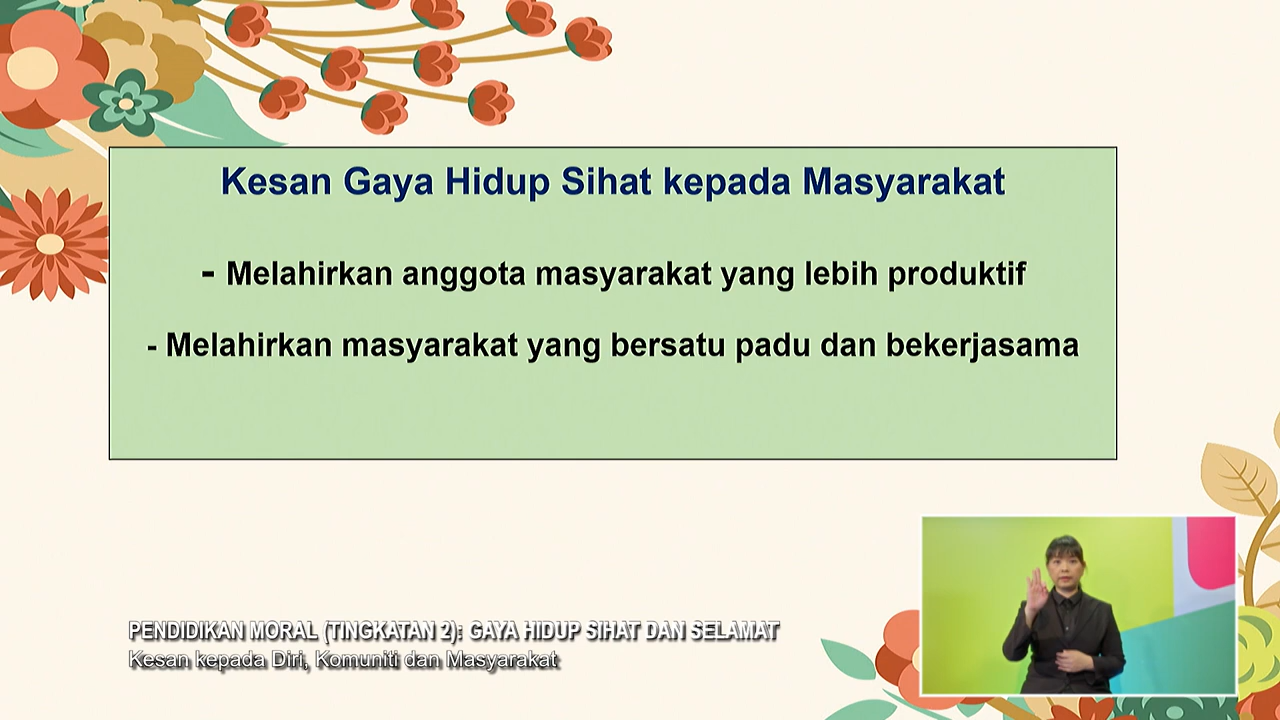 Kesan Gaya Hidup Sihat kepada Masyarakat
- Melahirkan anggota masyarakat yang lebih produktif
- Melahirkan masyarakat yang bersatu padu dan bekerjasama
PENDIDIKAN MORAL (TINGKATAN 2): GAYA HIDUP SIHAT DAN SELAMAT
Kesan kepada Diri, Komuniti dan Masyarakat